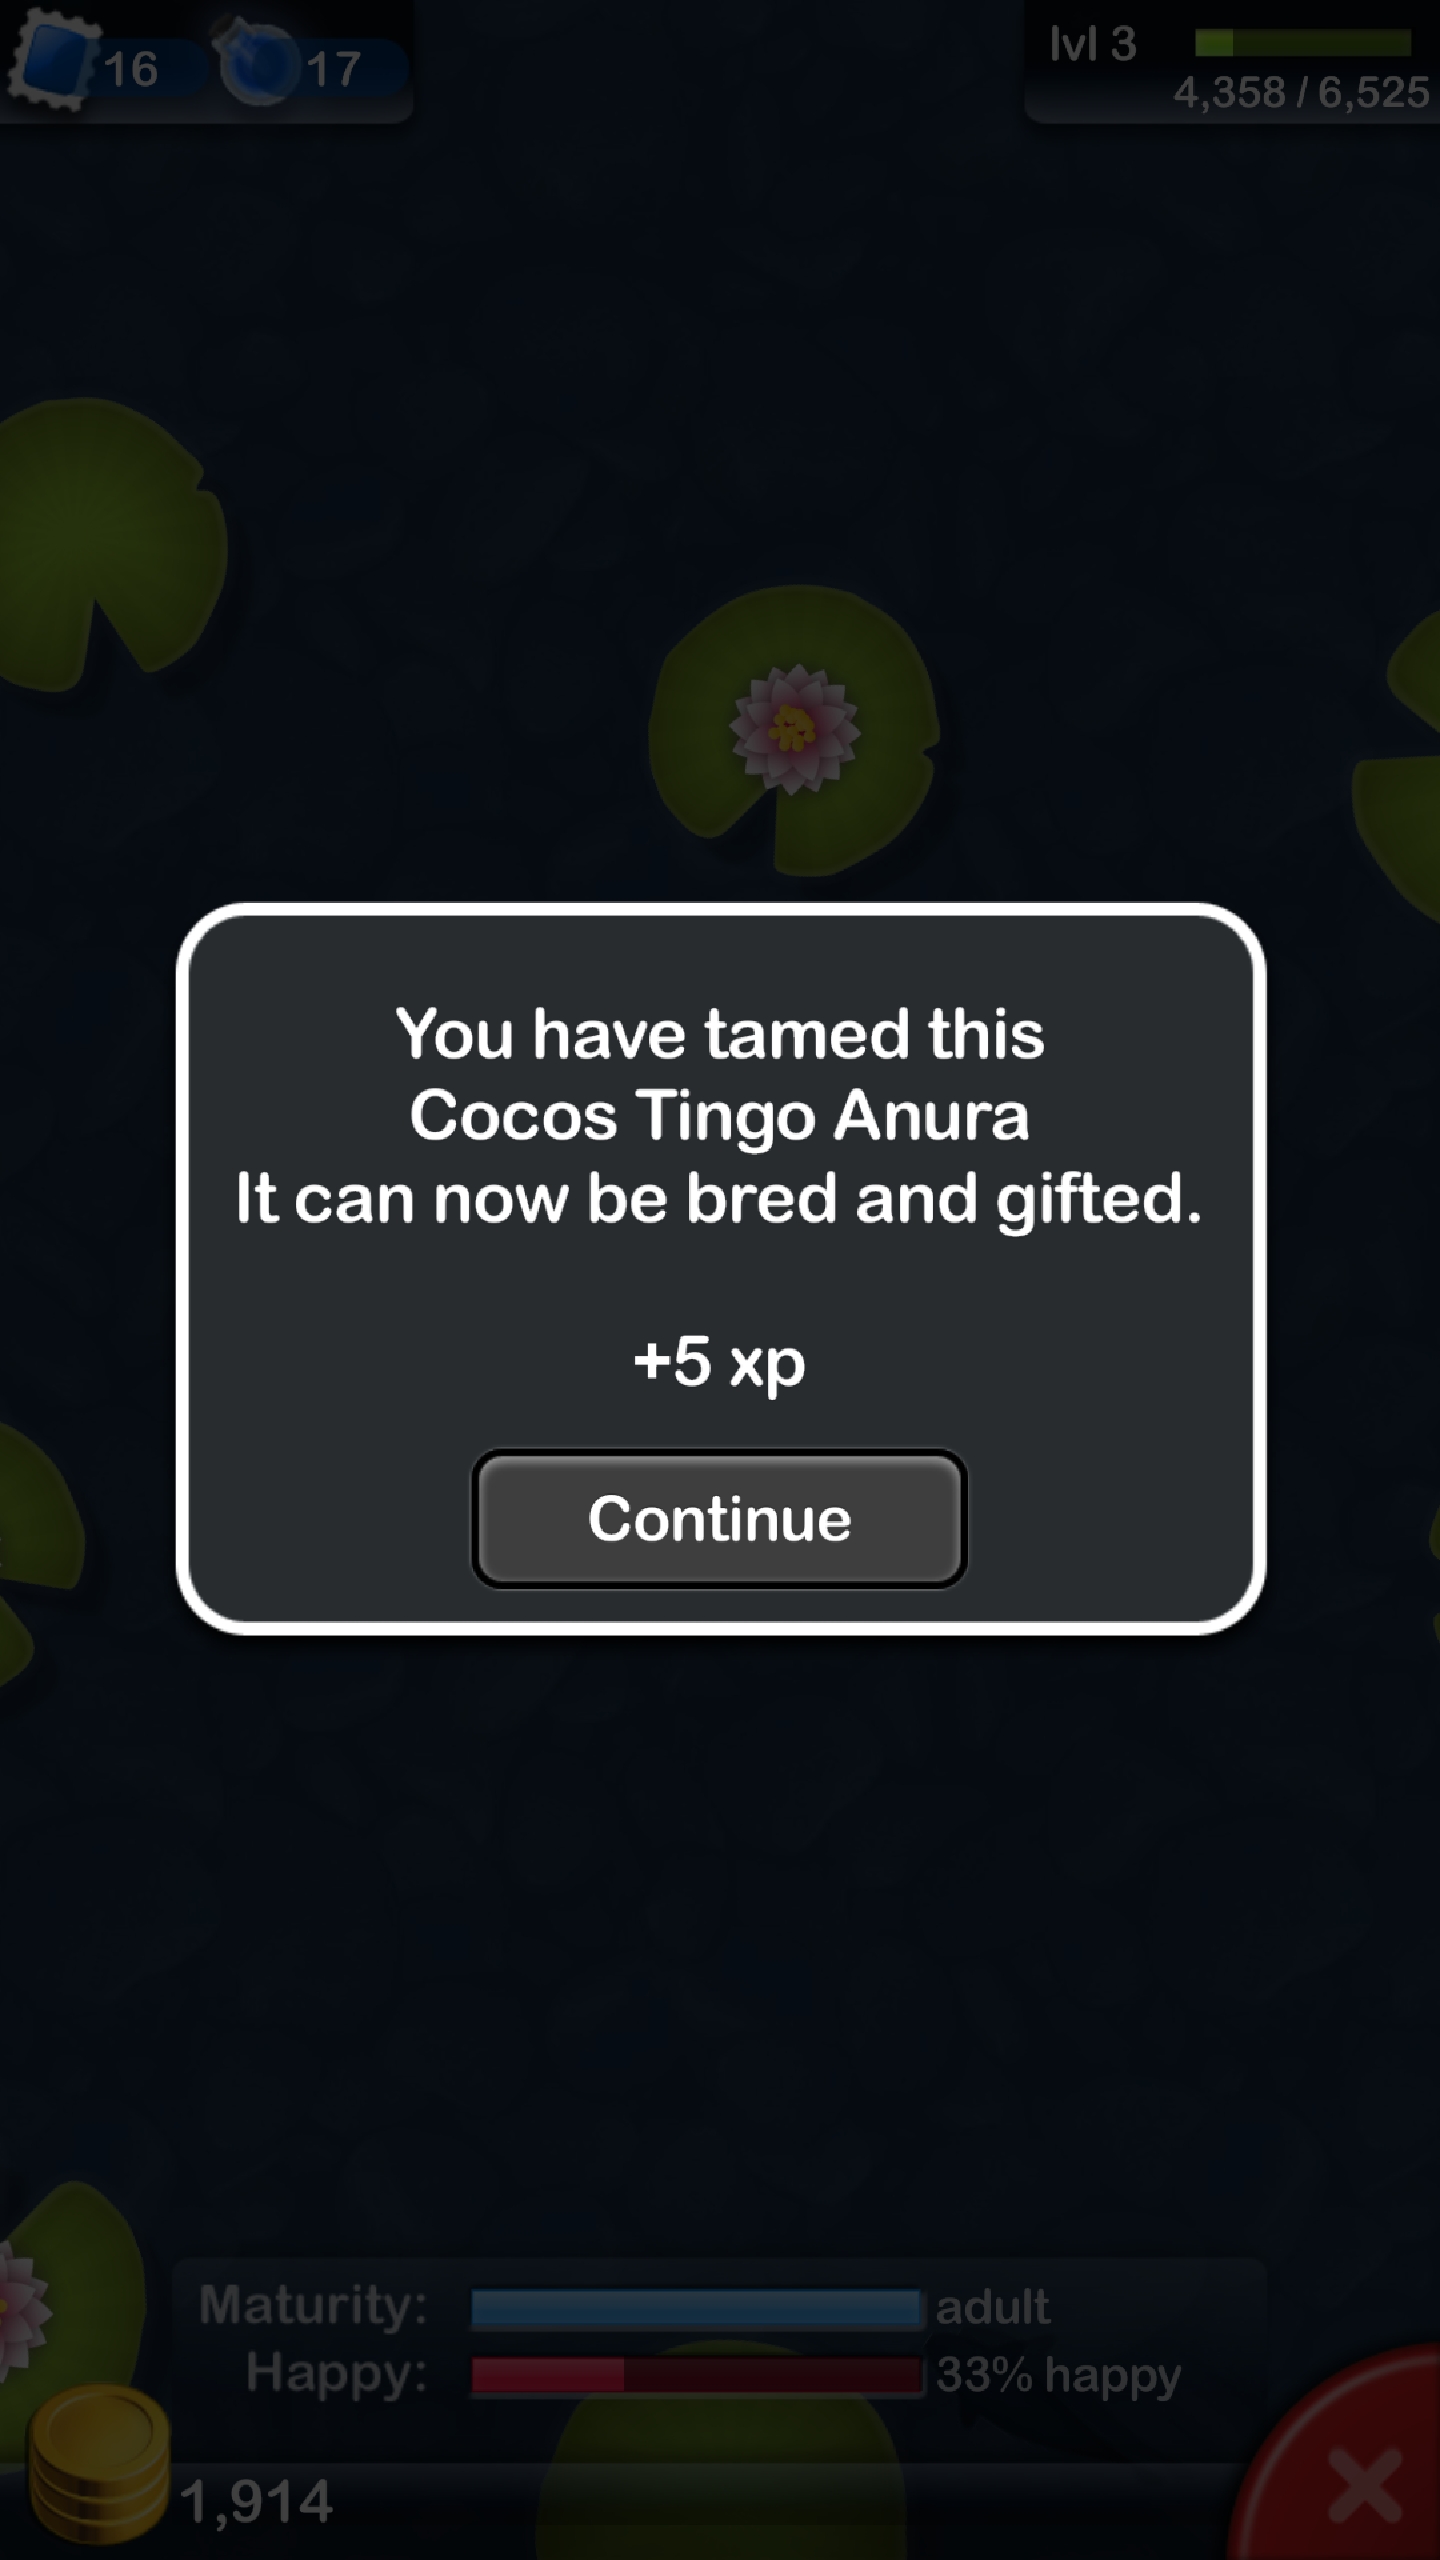 16
17
lvl 3
4,358 / 6,525
You have tamed this
Cocos Tingo Anura
It can now be bred and gifted.
+5 xp
Continue
Maturity: adult
Happy: 33% happy
1,914